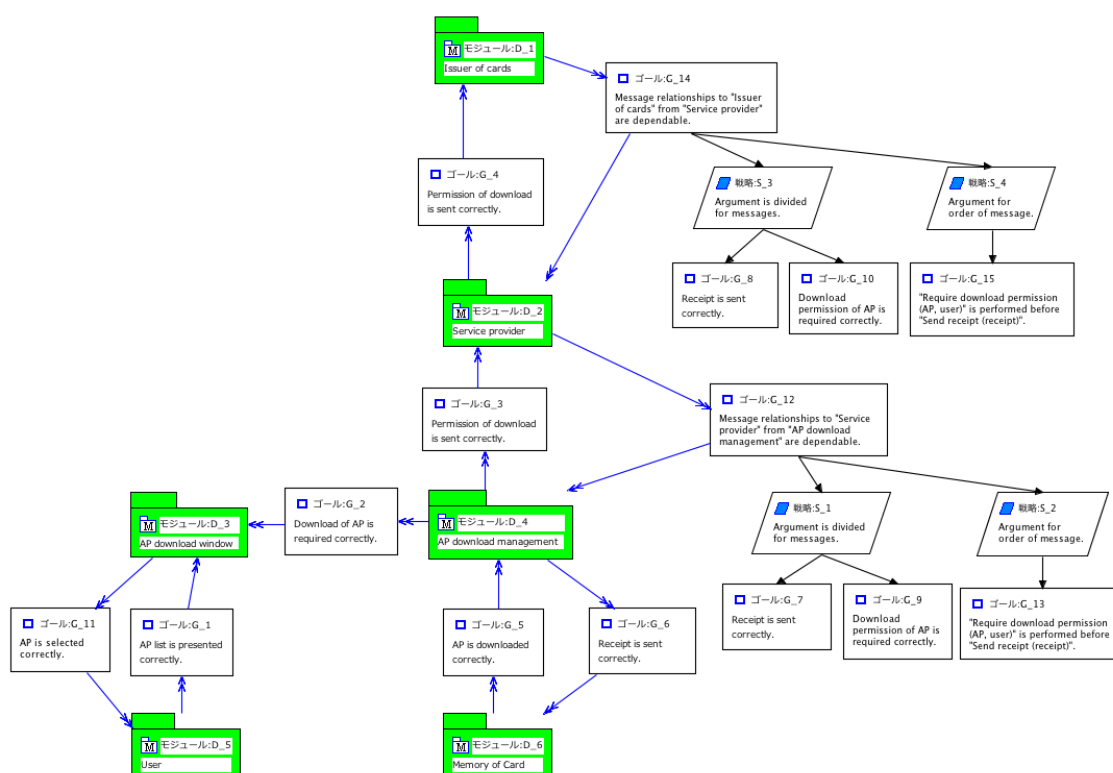 モジュール:D_1
Issuer of cards
ゴール:G_14
Message relationships to "Issuer
of cards" from "Service provider"
are dependable.
ゴール:G_4
Permission of download
is sent correctly.
戦略:S_3
Argument is divided
for messages.
戦略:S_4
Argument for
order of message.
ゴール:G_8
Receipt is sent
correctly.
ゴール:G_10
Download
permission of AP is
required correctly.
ゴール:G_15
"Require download permission
(AP, user)" is performed before
"Send receipt (receipt)".
モジュール:D_2
Service provider
ゴール:G_3
Permission of download
is sent correctly.
ゴール:G_12
Message relationships to "Service
provider" from "AP download
management" are dependable.
モジュール:D_3
AP download window
ゴール:G_2
Download of AP is
required correctly.
モジュール:D_4
AP download management
戦略:S_1
Argument is divided
for messages.
戦略:S_2
Argument for
order of message.
ゴール:G_11
AP is selected
correctly.
ゴール:G_1
AP list is presented
correctly.
ゴール:G_5
AP is downloaded
correctly.
ゴール:G_6
Receipt is sent
correctly.
ゴール:G_7
Receipt is sent
correctly.
ゴール:G_9
Download
permission of AP is
required correctly.
ゴール:G_13
"Require download permission
(AP, user)" is performed before
"Send receipt (receipt)".
モジュール:D_5
User
モジュール:D_6
Memory of Card